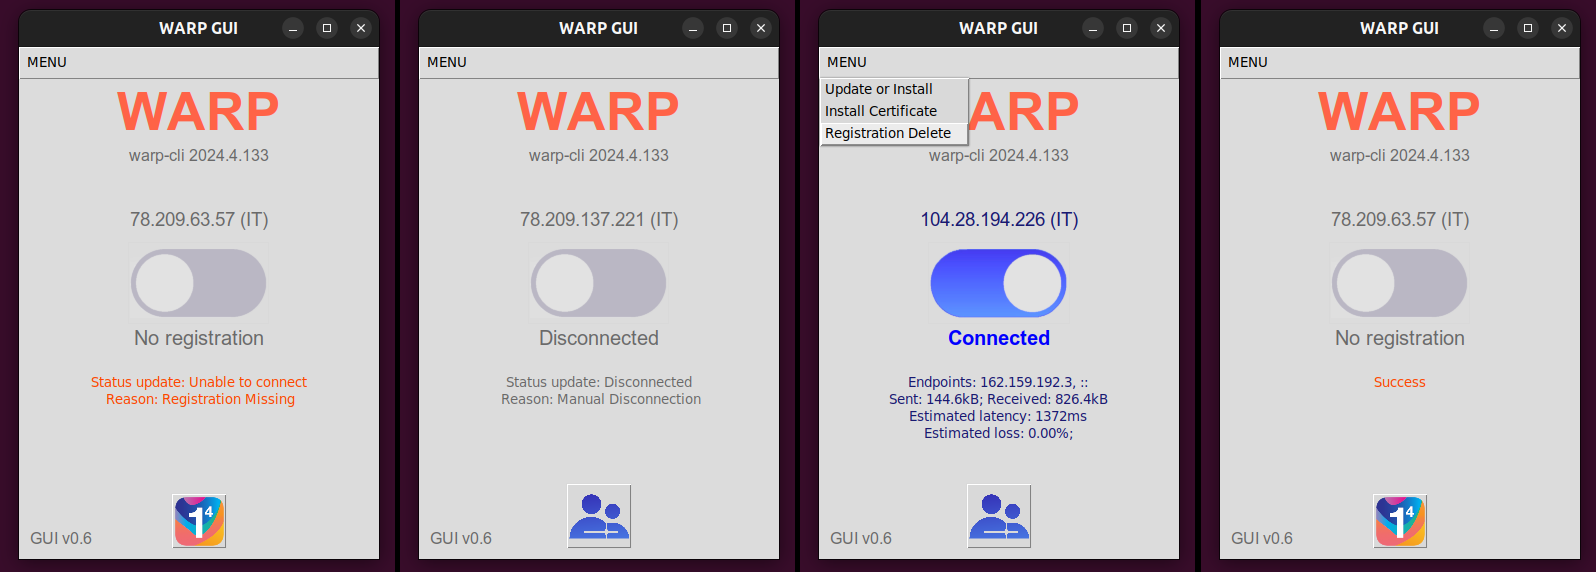 WARP GUI
MENU
WARP
warp-cli 2024.4.133
78.209.63.57 (IT)
No registration
Status update: Unable to connect
Reason: Registration Missing
1⁴
GUI v0.6
WARP GUI
MENU
WARP
warp-cli 2024.4.133
78.209.137.221 (IT)
Disconnected
Status update: Disconnected
Reason: Manual Disconnection
GUI v0.6
WARP GUI
MENU
Update or Install
Install Certificate
Registration Delete
ARP
warp-cli 2024.4.133
104.28.194.226 (IT)
Connected
Endpoints: 162.159.192.3, ::
Sent: 144.6kB; Received: 826.4kB
Estimated latency: 1372ms
Estimated loss: 0.00%;
GUI v0.6
WARP GUI
MENU
WARP
warp-cli 2024.4.133
78.209.63.57 (IT)
No registration
Success
1⁴
GUI v0.6